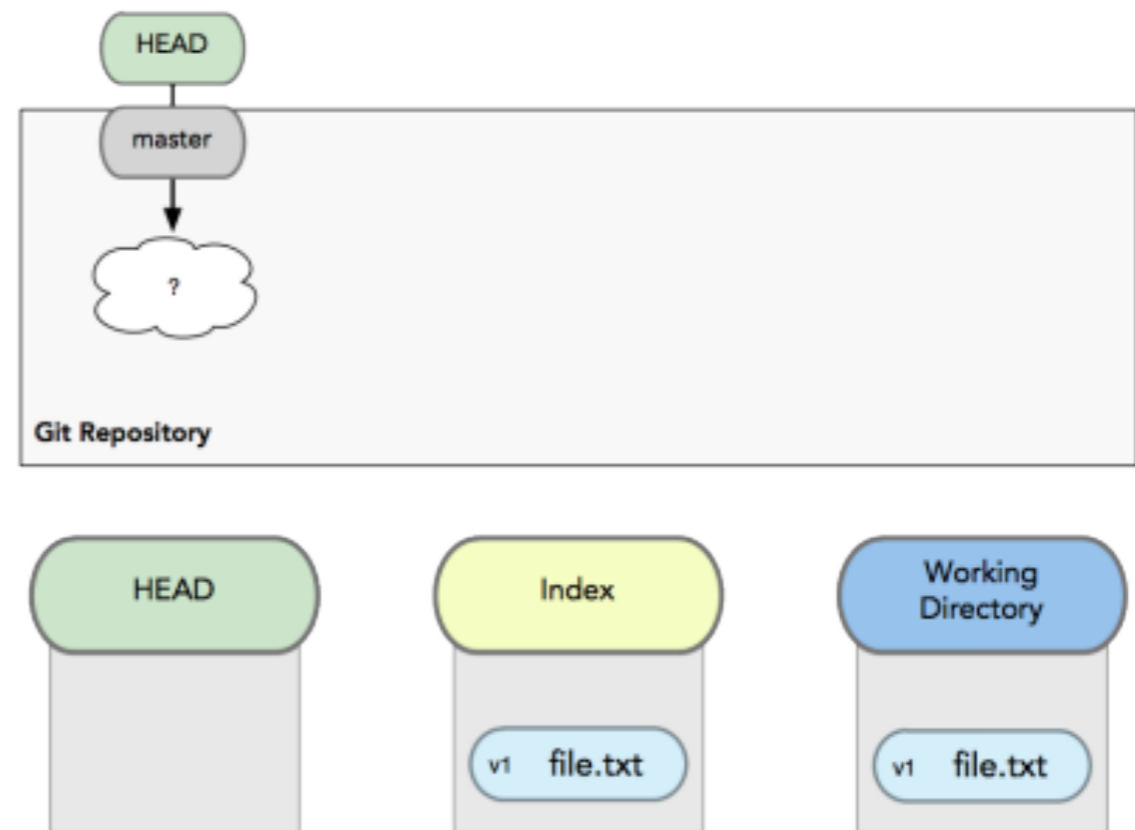 HEAD
master
?
Git Repository
HEAD
Index
Working
Directory
v1 file.txt
v1 file.txt